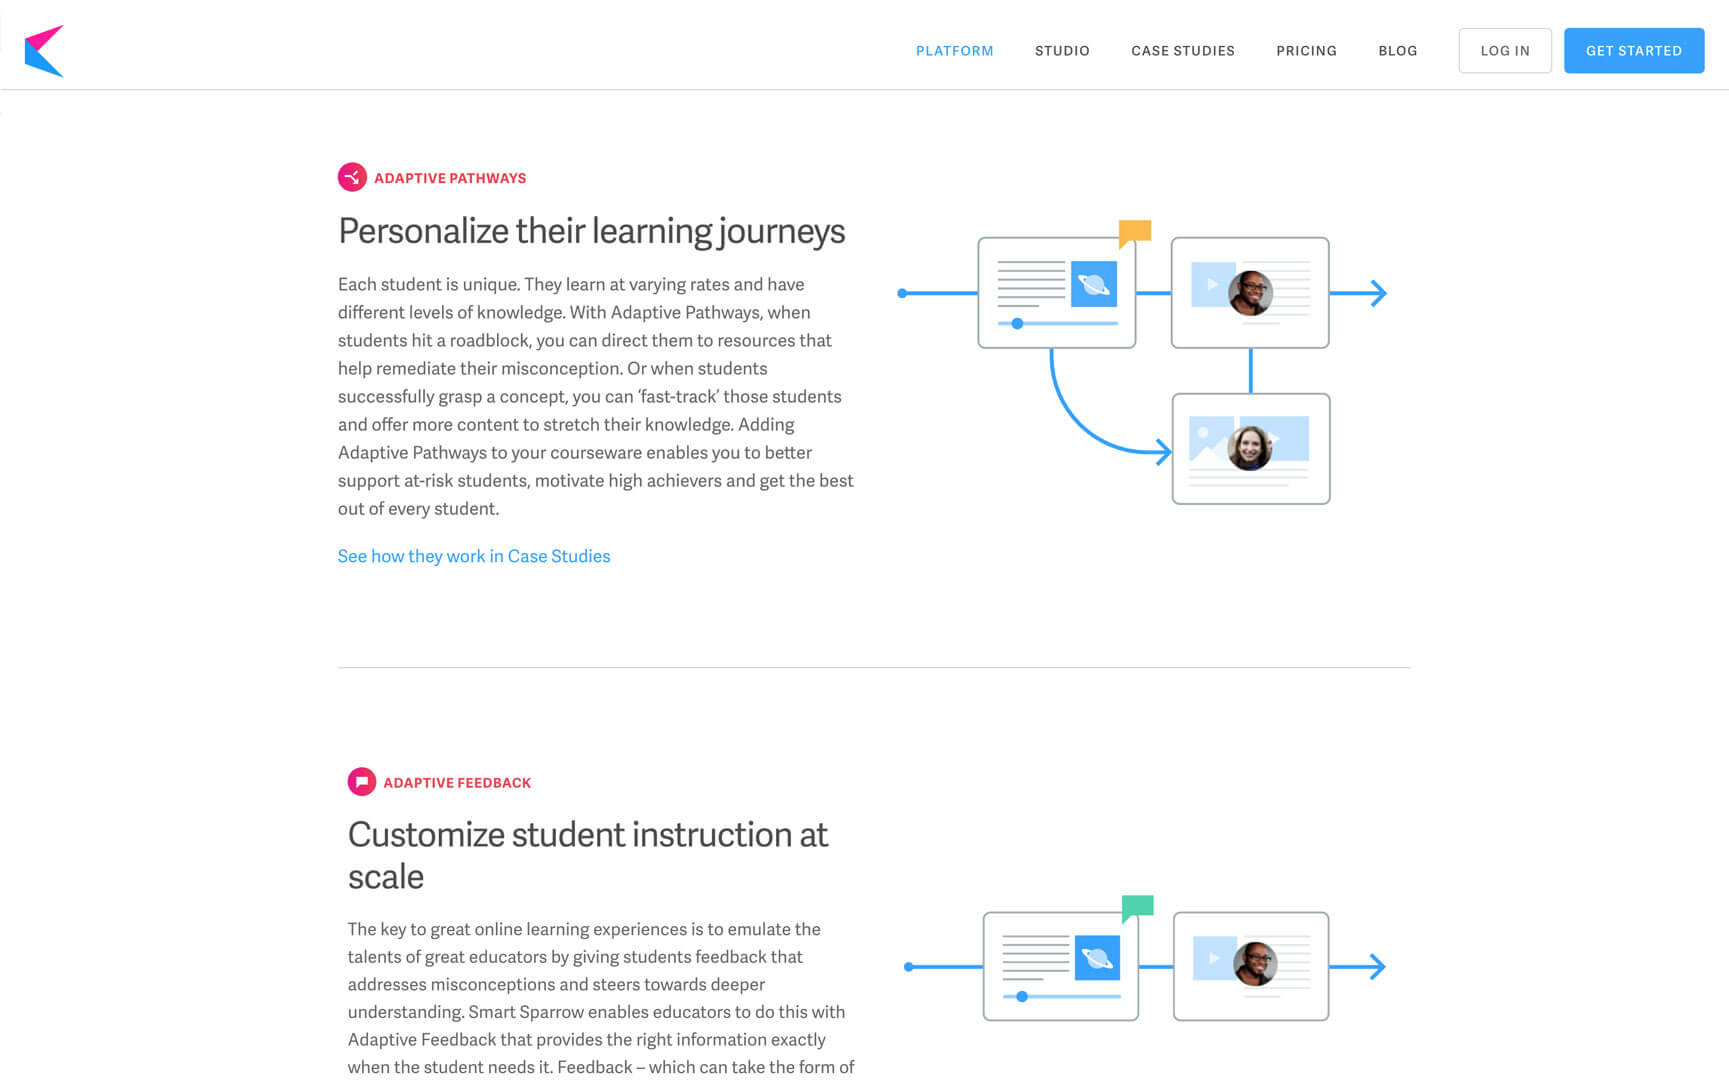 PLATFORM STUDIO CASE STUDIES PRICING BLOG LOG IN GET STARTED
ADAPTIVE PATHWAYS
Personalize their learning journeys
Each student is unique. They learn at varying rates and have
different levels of knowledge. With Adaptive Pathways, when
students hit a roadblock, you can direct them to resources that
help remediate their misconception. Or when students
successfully grasp a concept, you can ‘fast-track’ those students
and offer more content to stretch their knowledge. Adding
Adaptive Pathways to your courseware enables you to better
support at-risk students, motivate high achievers and get the best
out of every student.
See how they work in Case Studies
ADAPTIVE FEEDBACK
Customize student instruction at
scale
The key to great online learning experiences is to emulate the
talents of great educators by giving students feedback that
addresses misconceptions and steers towards deeper
understanding. Smart Sparrow enables educators to do this with
Adaptive Feedback that provides the right information exactly
when the student needs it. Feedback – which can take the form of